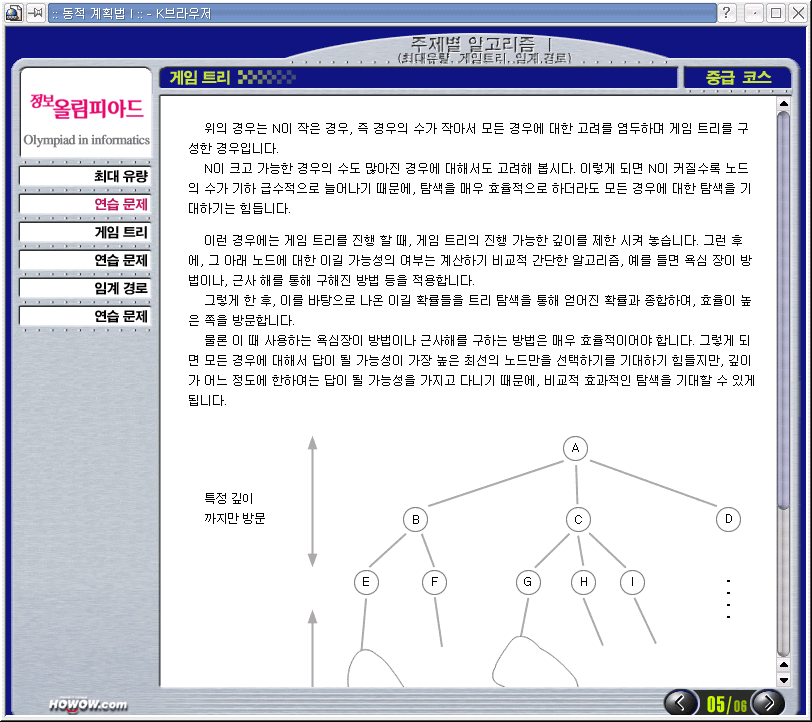 :: 동적 계획법 I :: - K브라우저
주제별 알고리즘 I
(최대유량, 게임트리, 임계.경로)
게임 트리
중급 코스
정보올림피아드
Olympiad in informatics
최대 유량
연습 문제
게임 트리
연습 문제
임계 경로
연습 문제
위의 경우는 N이 작은 경우, 즉 경우의 수가 작아서 모든 경우에 대한 고려를 염두하며 게임 트리를 구
성한 경우입니다.
N이 크고 가능한 경우의 수도 많아진 경우에 대해서도 고려해 봅시다. 이렇게 되면 N이 커질수록 노드
의 수가 기하 급수적으로 늘어나기 때문에, 탐색을 매우 효율적으로 하더라도 모든 경우에 대한 탐색을 기
대하기는 힘듭니다.
이런 경우에는 게임 트리를 진행 할 때, 게임 트리의 진행 가능한 깊이를 제한 시켜 놓습니다. 그런 후
에, 그 아래 노드에 대한 이길 가능성의 여부는 계산하기 비교적 간단한 알고리즘, 예를 들면 욕심 장이 방
법이나, 근사 해를 통해 구해진 방법 등을 적용합니다.
그렇게 한 후, 이를 바탕으로 나온 이길 확률들을 트리 탐색을 통해 얻어진 확률과 종합하여, 효율이 높
은 쪽을 방문합니다.
물론 이 때 사용하는 욕심장이 방법이나 근사해를 구하는 방법은 매우 효율적이어야 합니다. 그렇게 되
면 모든 경우에 대해서 답이 될 가능성이 가장 높은 최선의 노드만을 선택하기를 기대하기 힘들지만, 깊이
가 어느 정도에 한하여는 답이 될 가능성을 가지고 다니기 때문에, 비교적 효과적인 탐색을 기대할 수 있게
됩니다.
A
특정 깊이
까지만 방문
B
C
D
E
F
G
H
I
HOWOW.com
05/06